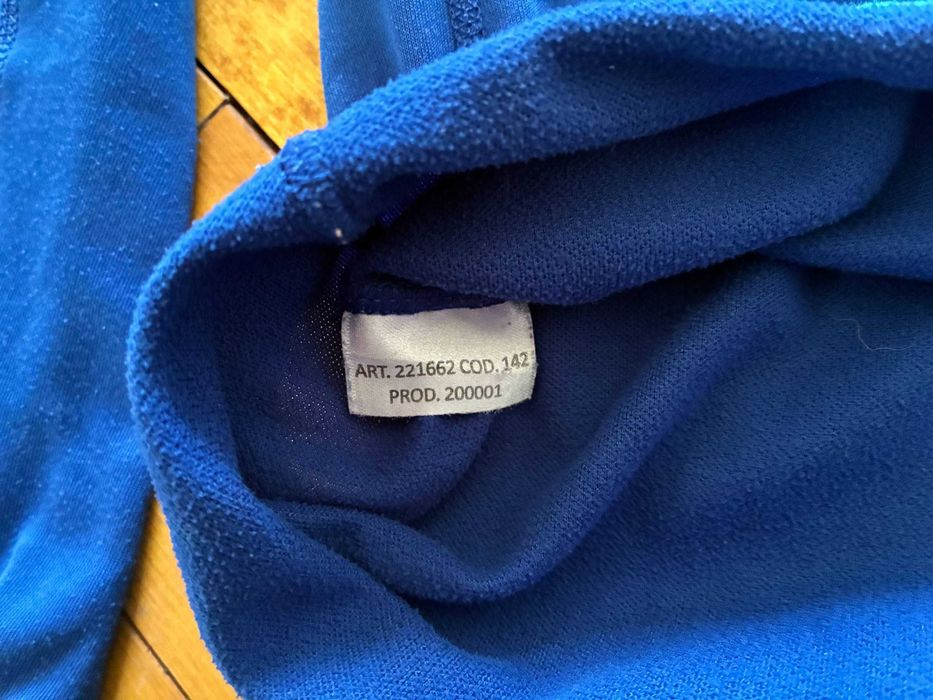 ART. 221662 COD. 142
PROD. 200001